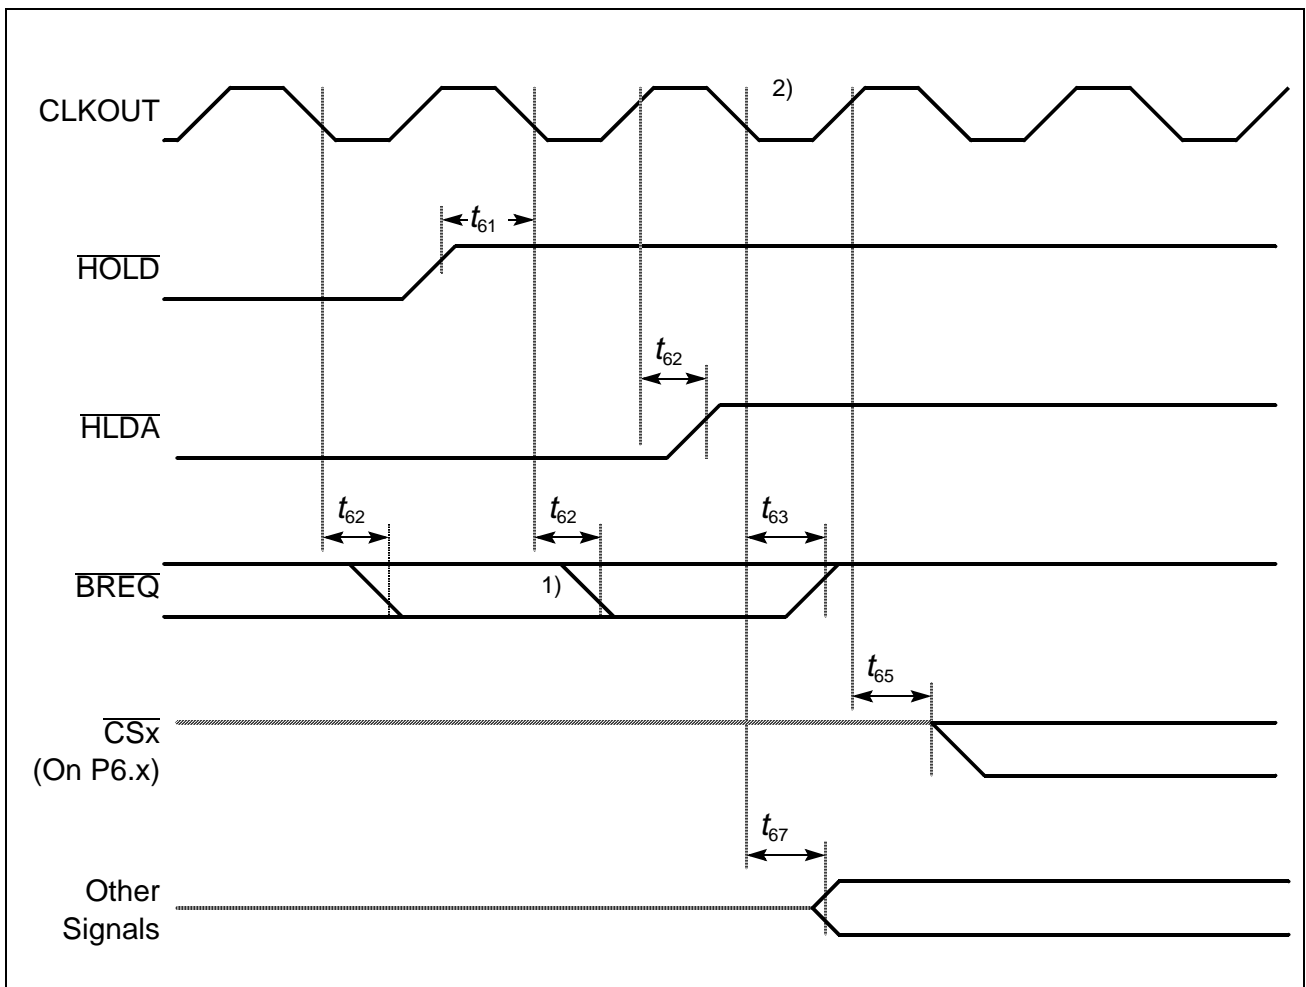 CLKOUT
2)
t61
HOLD
t62
HLDA
t62
t62
t63
BREQ
1)
t65
CSx
(On P6.x)
t67
Other
Signals